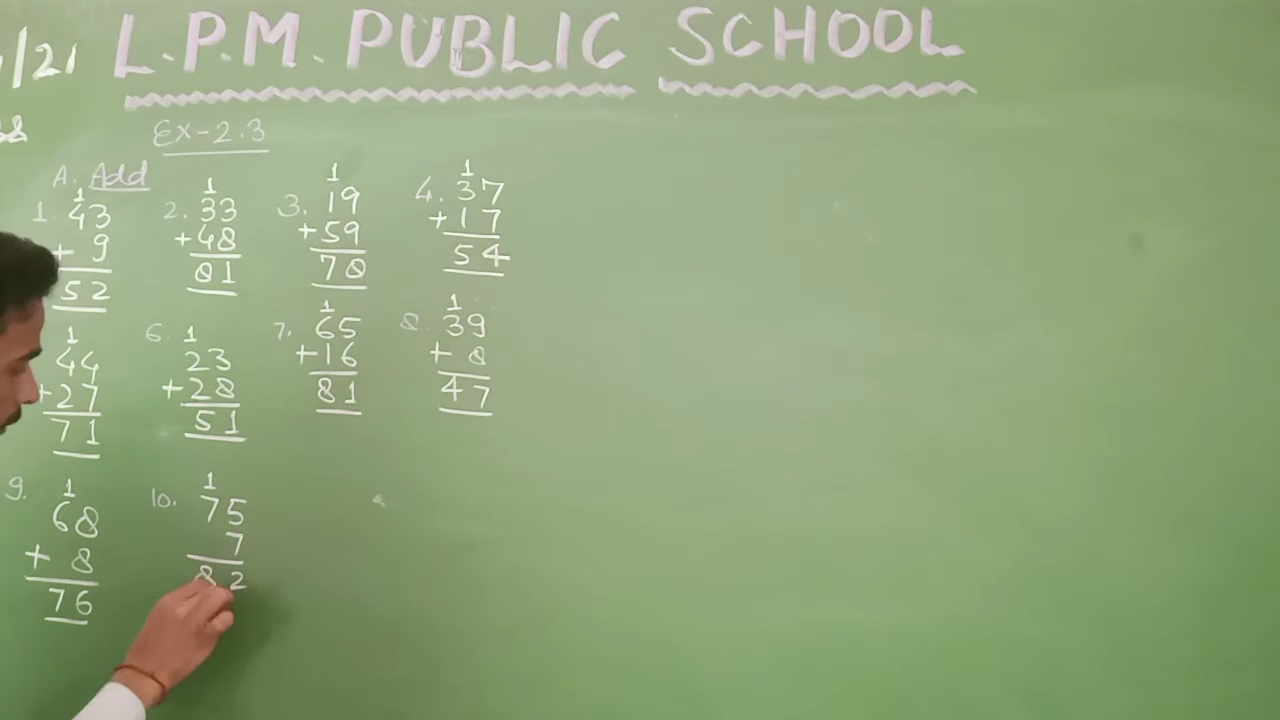 /21 L.P.M. PUBLIC SCHOOL
Ex-2.3
A. Add
1 1 1 1
1. 43 2. 33 3. 19 4. 37
+ 9 +48 +59 +17
52 81 78 54
1 1 1 1
44 6. 23 7. 65 8. 39
+27 +28 +16 + 8
71 51 81 47
1 1
9. 68 10. 75
+ 8 7
76 82